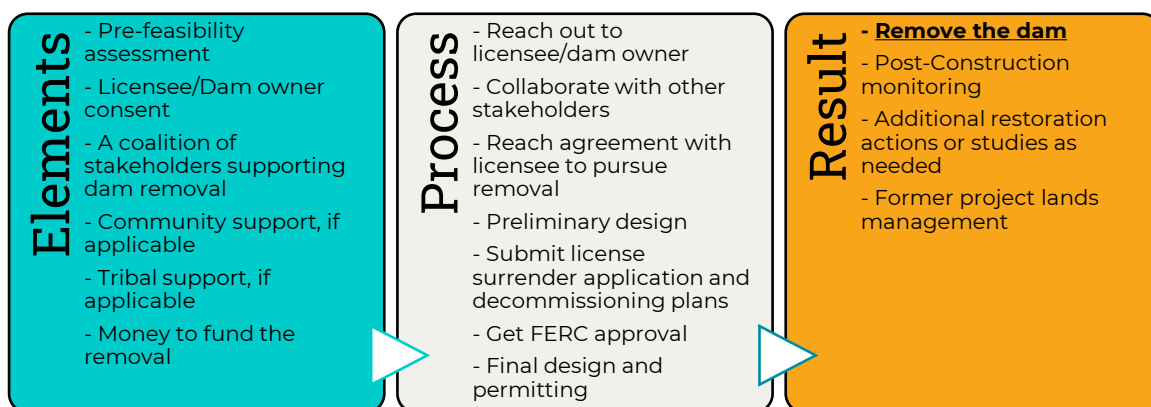 Elements
- Pre-feasibility
assessment
- Licensee/Dam owner
consent
- A coalition of
stakeholders supporting
dam removal
- Community support, if
applicable
- Tribal support, if
applicable
- Money to fund the
removal
Process
- Reach out to
licensee/dam owner
- Collaborate with other
stakeholders
- Reach agreement with
licensee to pursue
removal
- Preliminary design
- Submit license
surrender application and
decommissioning plans
- Get FERC approval
- Final design and
permitting
Result
- Remove the dam
- Post-Construction
monitoring
- Additional restoration
actions or studies as
needed
- Former project lands
management